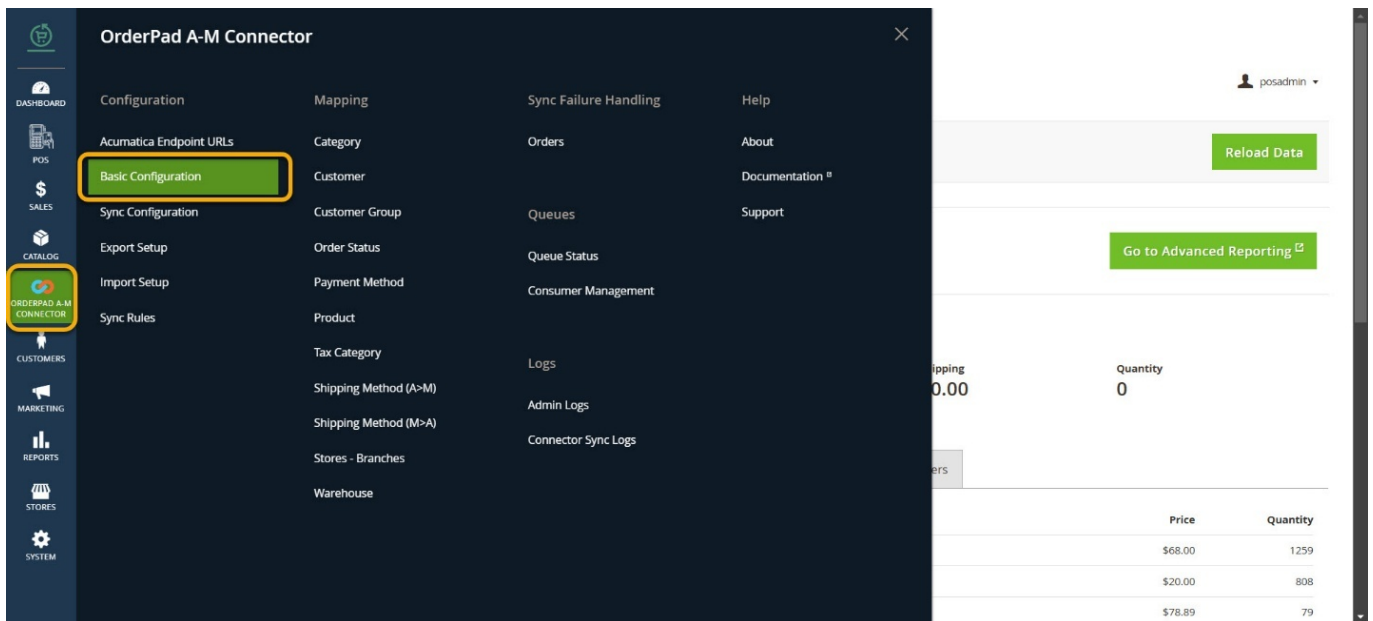 OrderPad A-M Connector
DASHBOARD
POS
SALES
CATALOG
ORDERPAD A-M
CONNECTOR
CUSTOMERS
MARKETING
REPORTS
STORES
SYSTEM
Configuration
Acumatica Endpoint URLs
Basic Configuration
Sync Configuration
Export Setup
Import Setup
Sync Rules
Mapping
Category
Customer
Customer Group
Order Status
Payment Method
Product
Tax Category
Shipping Method (A>M)
Shipping Method (M>A)
Stores - Branches
Warehouse
Sync Failure Handling
Orders
Queues
Queue Status
Consumer Management
Logs
Admin Logs
Connector Sync Logs
Help
About
Documentation
Support
posadmin
Reload Data
Go to Advanced Reporting
ipping Quantity
0.00 0
ers
Price Quantity
$68.00 1259
$20.00 808
$78.89 79